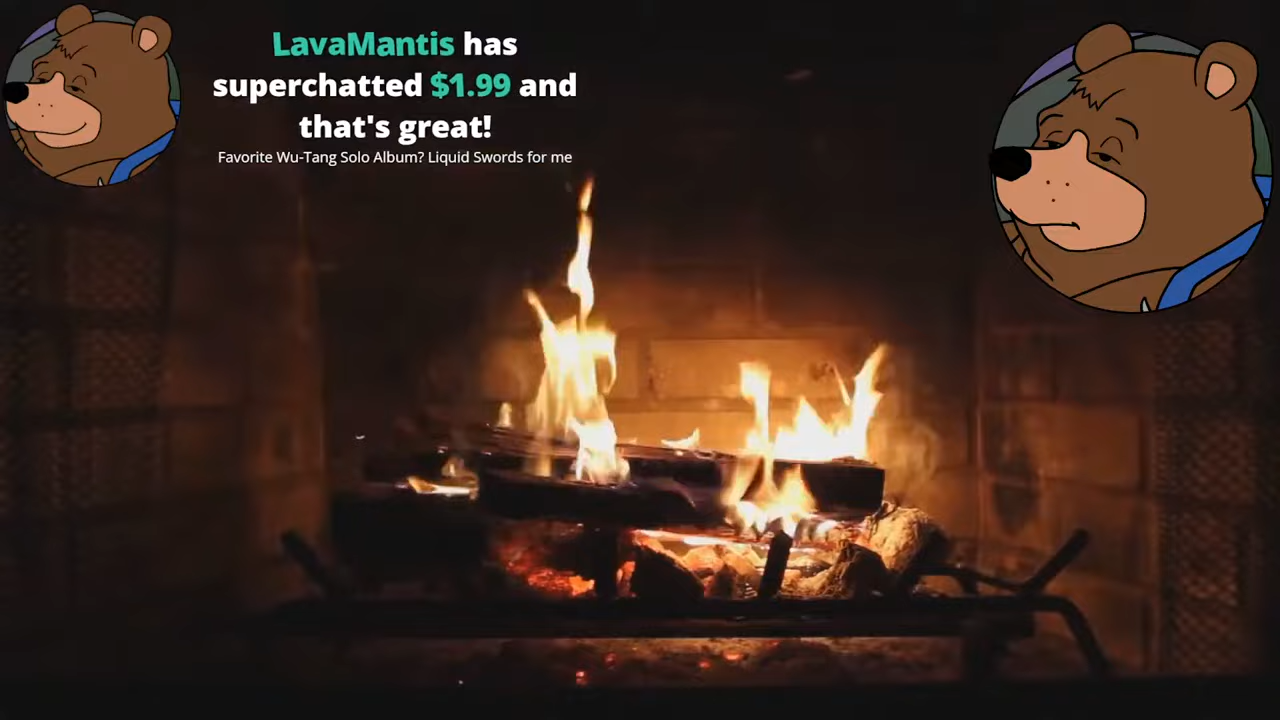 LavaMantis has
superchatted $1.99 and
that's great!
Favorite Wu-Tang Solo Album? Liquid Swords for me